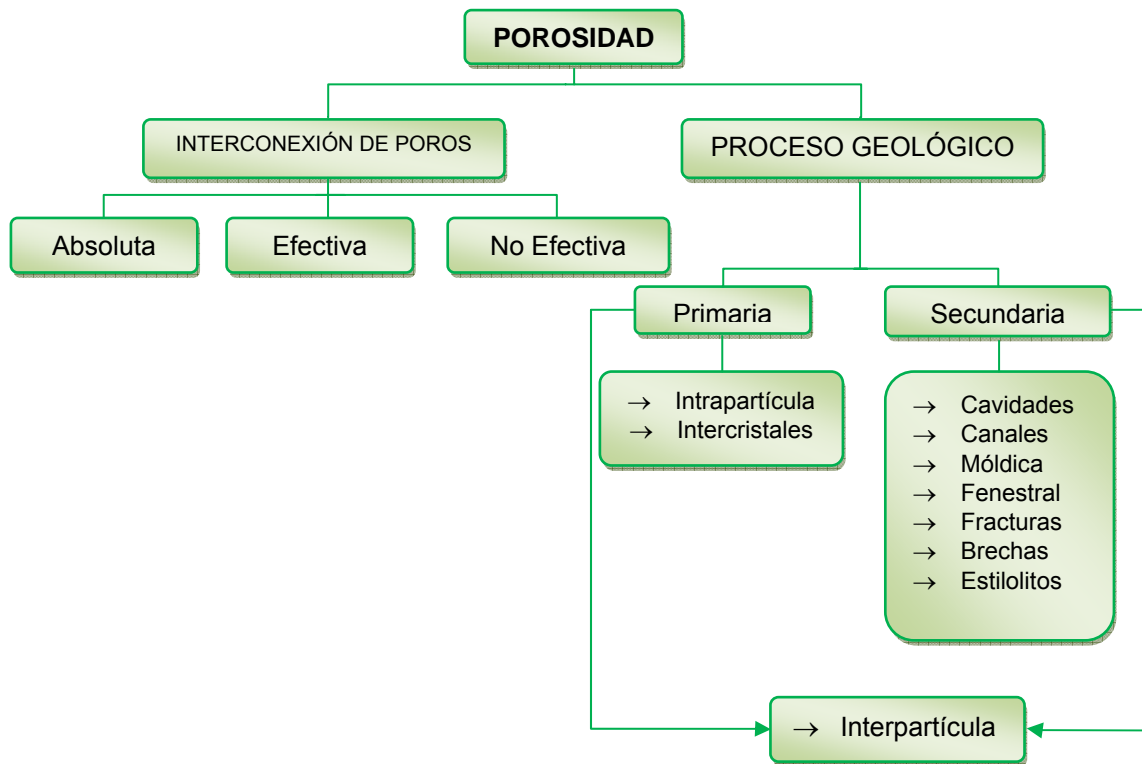 POROSIDAD
INTERCONEXIÓN DE POROS
PROCESO GEOLÓGICO
Absoluta
Efectiva
No Efectiva
Primaria
Secundaria
→ Intrapartícula
→ Intercristales
→ Cavidades
→ Canales
→ Móldica
→ Fenestral
→ Fracturas
→ Brechas
→ Estilolitos
→ Interpartícula